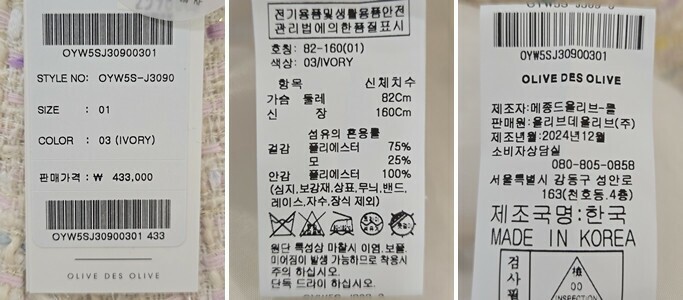 OYW5SJ30900301
STYLE NO: OYW5S-J3090
SIZE : 01
COLOR : 03 (IVORY)
판매가격 : ₩ 433,000
OYW5SJ30900301 433
OLIVE DES OLIVE
전기용품및생활용품안전
관리법에의한품질표시
호칭: 82-160(01)
색상: 03/IVORY
항목 신체치수
가슴 둘레 82Cm
신 장 160Cm
섬유의 혼용률
겉감 폴리에스터 75%
모 25%
안감 폴리에스터 100%
(심지,보강재,상표,무늬,밴드,
레이스,자수,장식 제외)
원단 특성상 마찰시 이염,보풀,
미어짐이 발생 가능하므로 착용시
주의 하십시오.
단독 드라이 하십시오.
OYW5SJ30900301
OLIVE DES OLIVE
제조자:메종드올리브-폴
판매원:올리브데올리브(주)
제조년월:2024년12월
소비자상담실
080-805-0858
서울특별시 강동구 성안로
163(천호동.4층)
제조국명:한국
MADE IN KOREA
검사필
境
00
INSPECTION